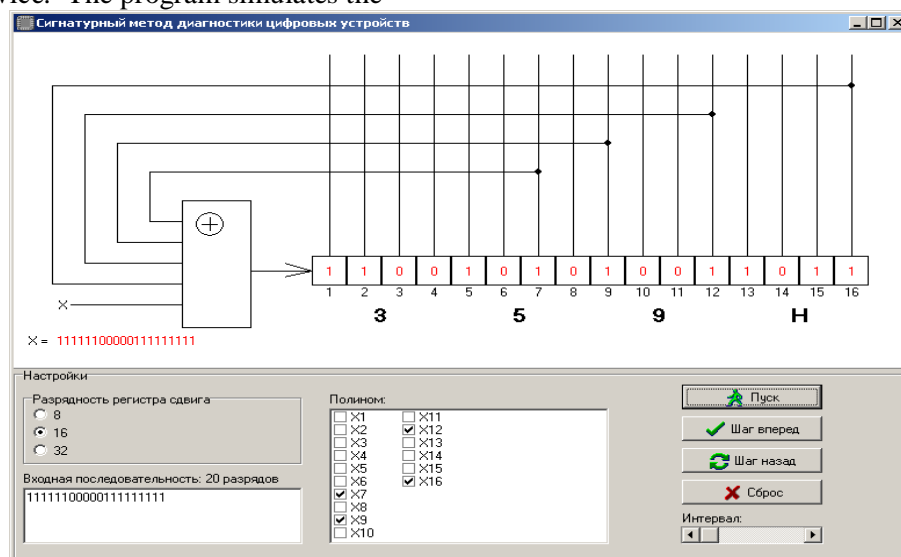 vice. The program simulates the
Сигнатурный метод диагностики цифровых устройств
1 1 0 0 1 0 1 0 1 0 0 1 1 0 1 1
1 2 3 4 5 6 7 8 9 10 11 12 13 14 15 16
X
3 5 9 H
X = 11111100000111111111
Настройки
Разрядность регистра сдвига
8
16
32
Входная последовательность: 20 разрядов
11111100000111111111
Полином:
X1 X11
X2 X12
X3 X13
X4 X14
X5 X15
X6 X16
X7
X8
X9
X10
Пуск
Шаг вперед
Шаг назад
Сброс
Интервал: